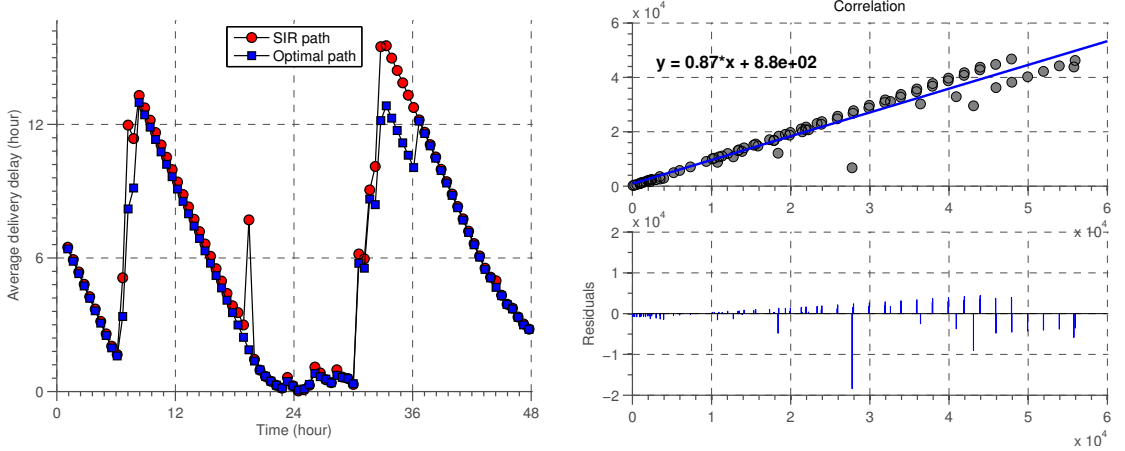 SIR path
Optimal path
Average delivery delay (hour)
12
6
0
0
12
24
36
48
Time (hour)
Correlation
x 10^4
6
4
2
0
y = 0.87*x + 8.8e+02
0
1
2
3
4
5
6
x 10^4
x 10^4
2
1
0
−1
−2
Residuals
0
1
2
3
4
5
6
x 10^4